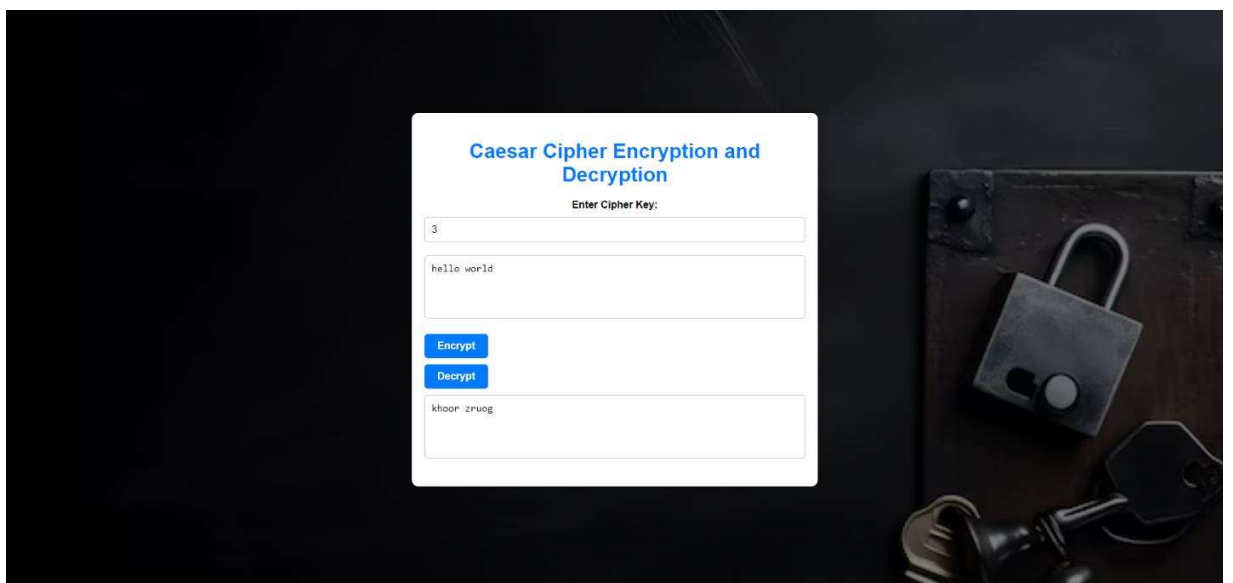 Caesar Cipher Encryption and
Decryption
Enter Cipher Key:
3
hello world
Encrypt
Decrypt
khoor zruog